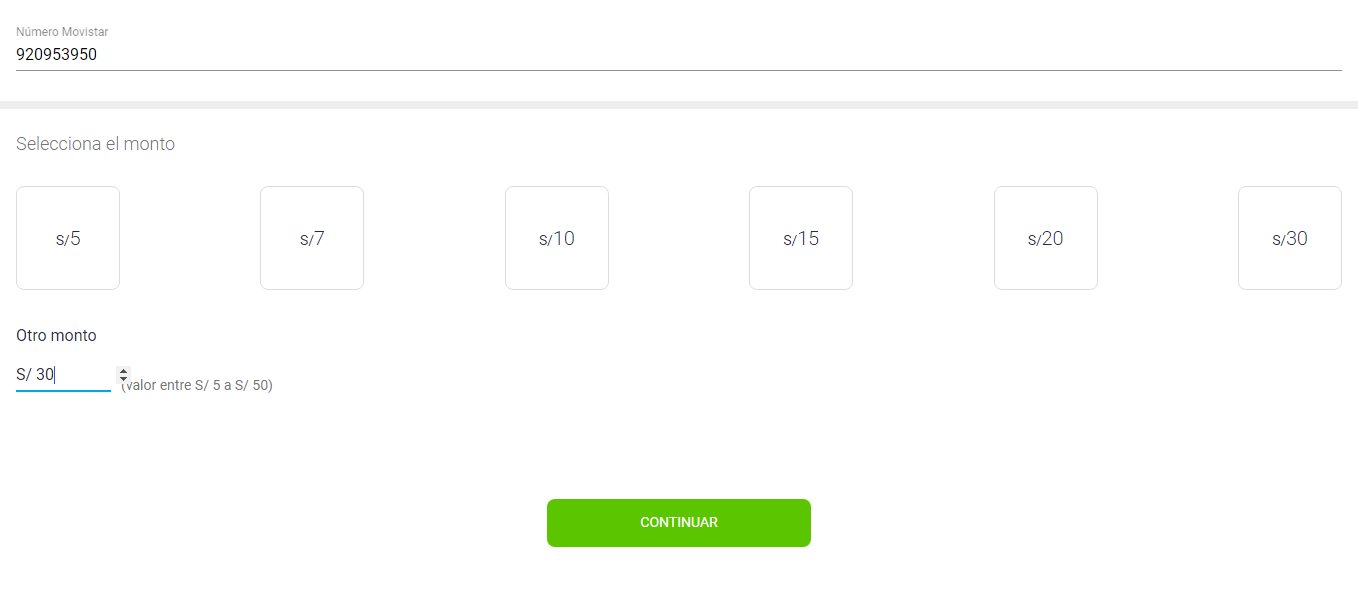 Número Movistar
920953950
Selecciona el monto
s/5 s/7 s/10 s/15 s/20 s/30
Otro monto
S/ 30
(valor entre S/ 5 a S/ 50)
CONTINUAR